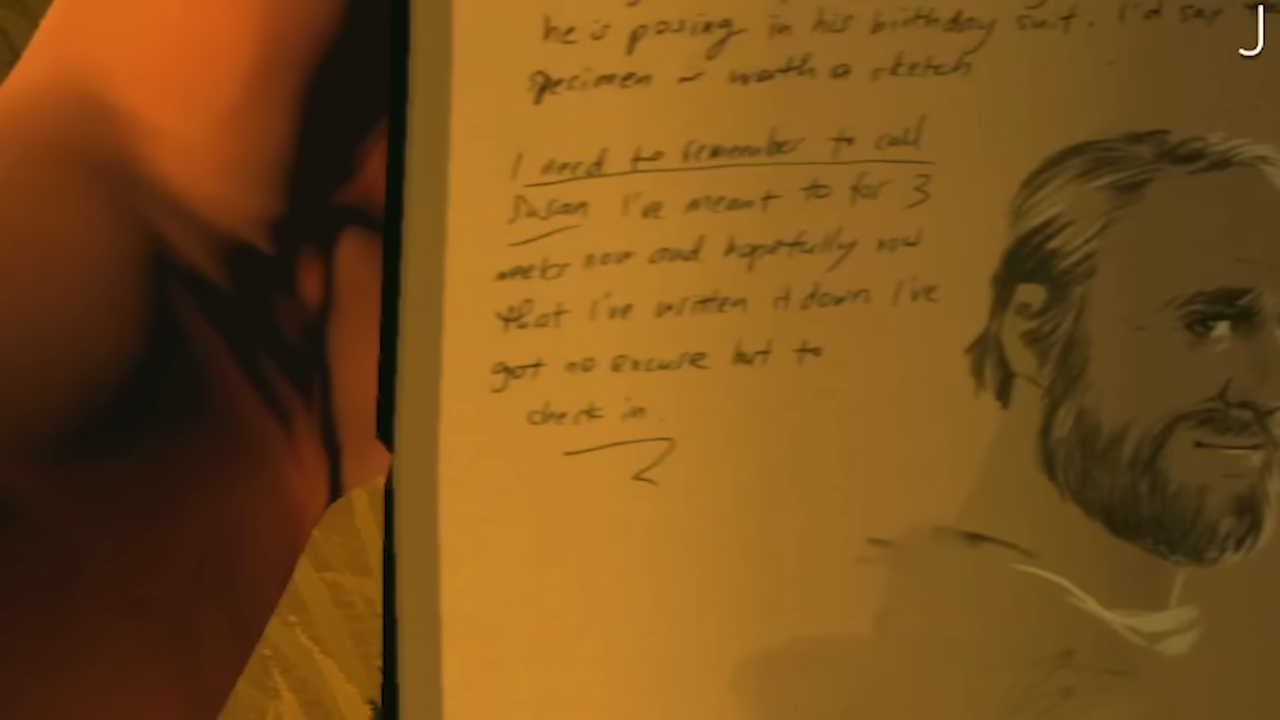 J
he is posing in his birthday suit. I'd say
specimen ~ worth a sketch
I need to remember to call
Susan I've meant to for 3
weeks now and hopefully now
that I've written it down I've
got no excuse but to
check in.